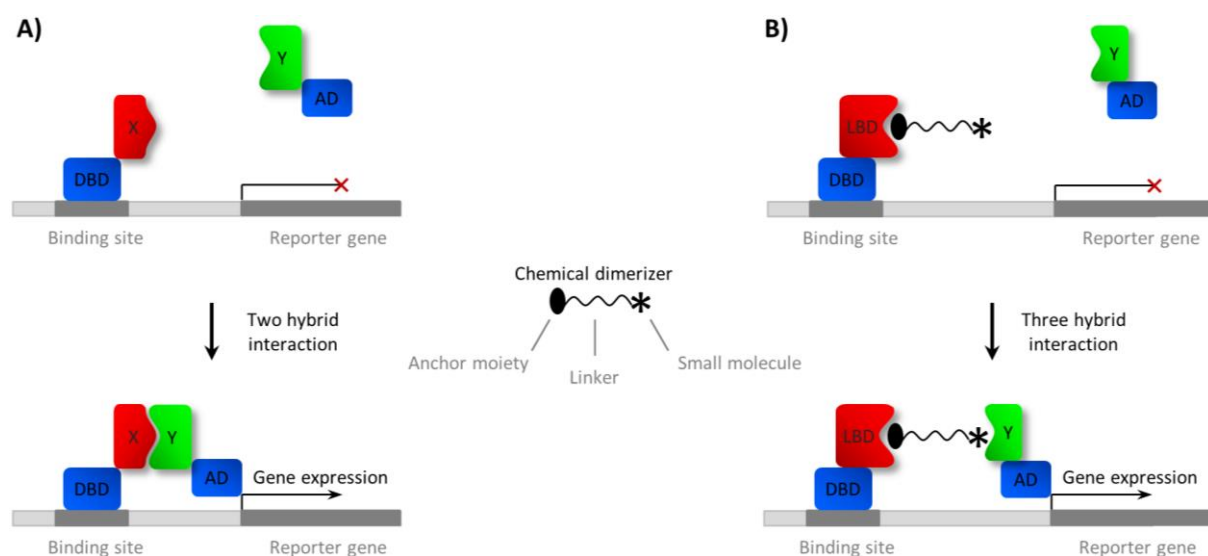 A)
Y
AD
X
DBD
Binding site
Reporter gene
Two hybrid
interaction
X
Y
DBD
AD
Gene expression
Binding site
Reporter gene
Chemical dimerizer
Anchor moiety
Linker
Small molecule
B)
Y
AD
LBD
DBD
Binding site
Reporter gene
Three hybrid
interaction
LBD
Y
DBD
AD
Gene expression
Binding site
Reporter gene